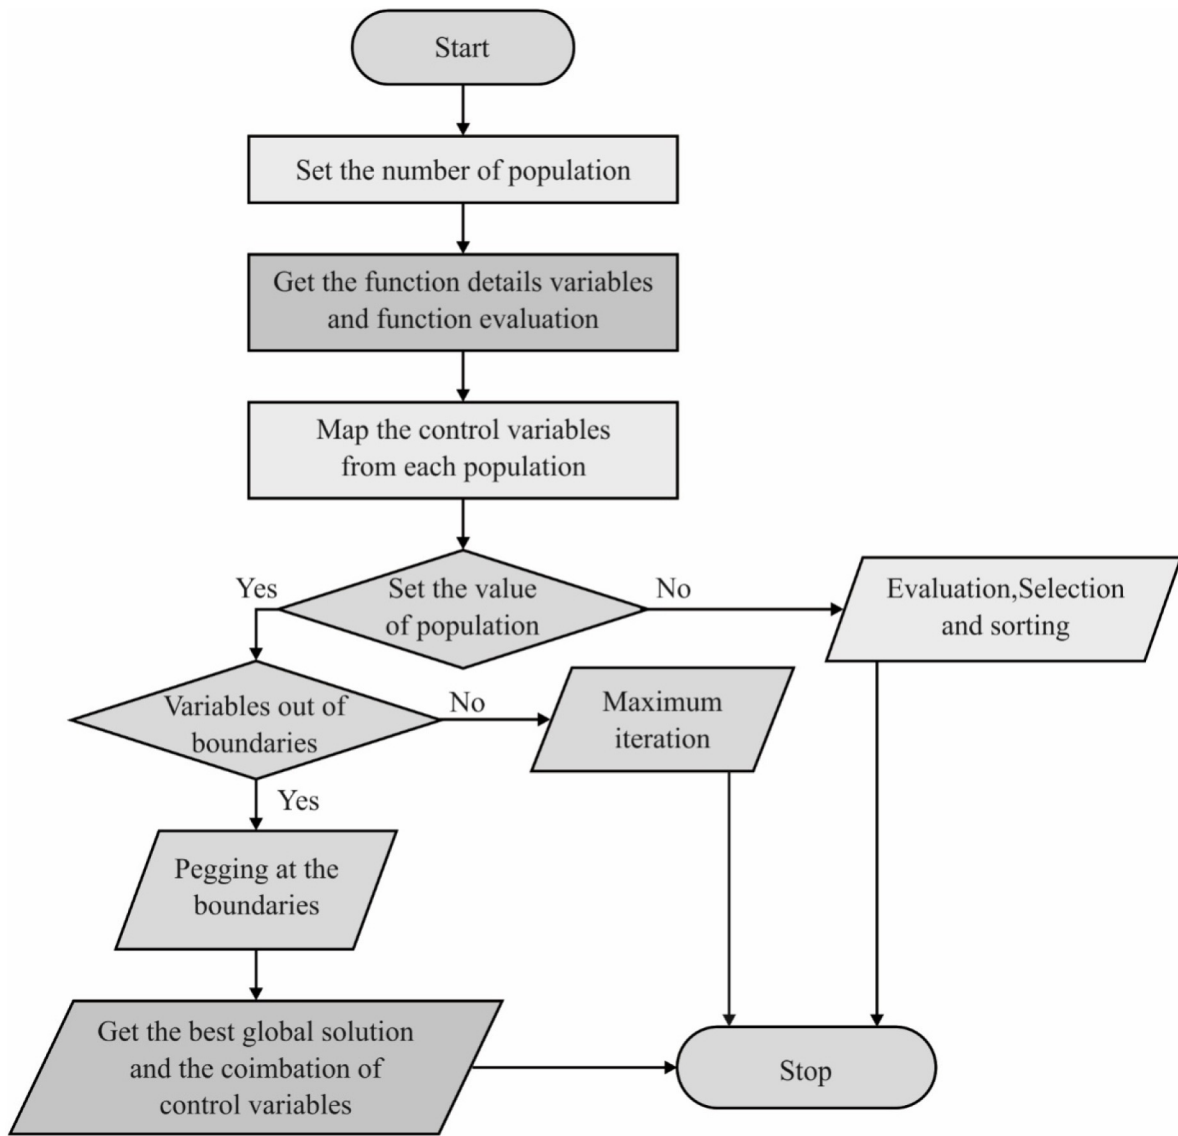 Start
Set the number of population
Get the function details variables
and function evaluation
Map the control variables
from each population
Yes
Set the value
of population
No
Evaluation,Selection
and sorting
Variables out of
boundaries
No
Maximum
iteration
Yes
Pegging at the
boundaries
Get the best global solution
and the coimbation of
control variables
Stop